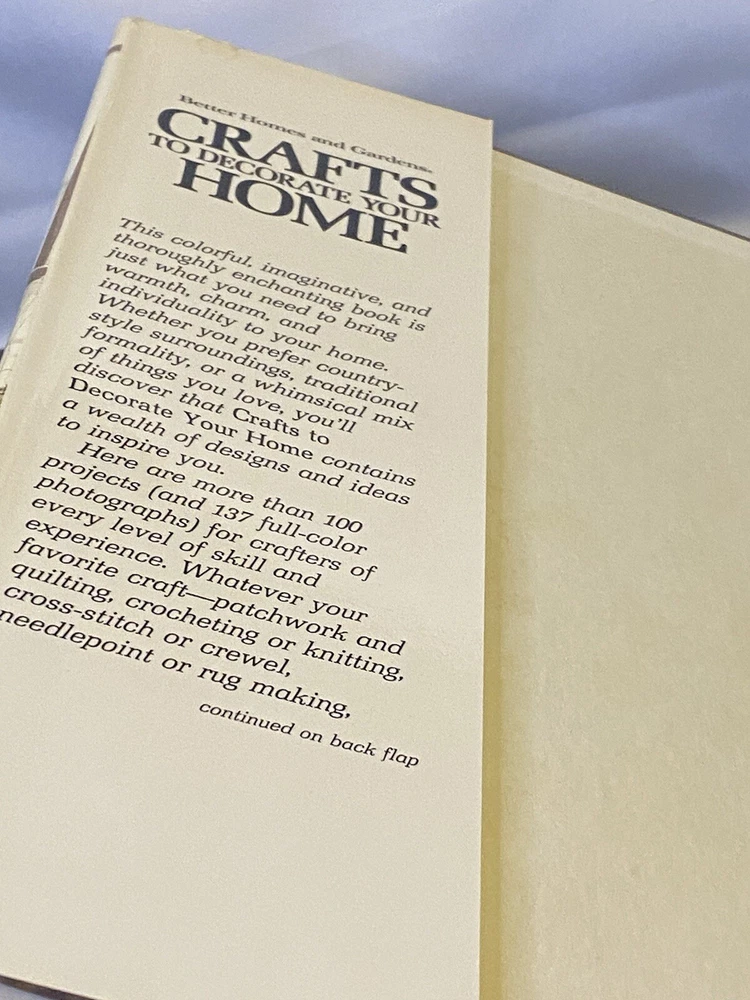 Better Homes and Gardens®
CRAFTS
TO DECORATE YOUR
HOME
This colorful, imaginative, and
thoroughly enchanting book is
just what you need to bring
warmth, charm, and
individuality to your home.
Whether you prefer country-
style surroundings, traditional
formality, or a whimsical mix
of things you love, you'll
discover that Crafts to
Decorate Your Home contains
a wealth of designs and ideas
to inspire you.
Here are more than 100
projects (and 137 full-color
photographs) for crafters of
every level of skill and
experience. Whatever your
favorite craft—patchwork and
quilting, crocheting or knitting,
cross-stitch or crewel,
needlepoint or rug making,
continued on back flap